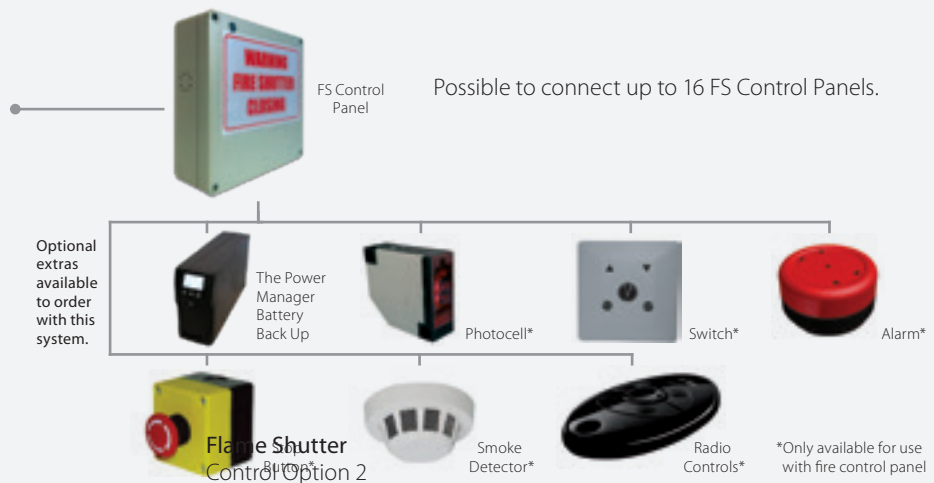 WARNING
FIRE SHUTTER
CLOSING
FS Control
Panel
Possible to connect up to 16 FS Control Panels.
Optional
extras
available
to order
with this
system.
The Power
Manager
Battery
Back Up
Photocell*
Switch*
Alarm*
Stop
Button*
Smoke
Detector*
Radio
Controls*
*Only available for use
with fire control panel
Flame Shutter
Control Option 2